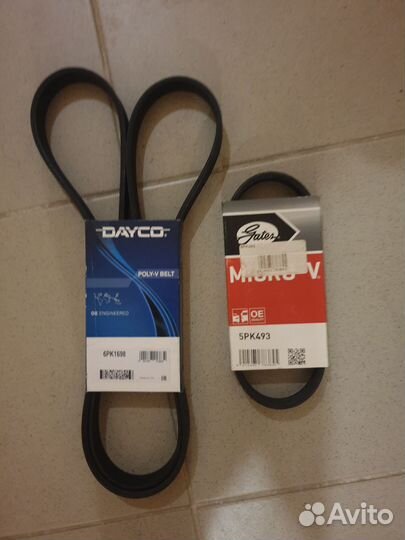 DAYCO.
POLY-V BELT
OE ENGINEERED
6PK1698
Gates
MICRO-V
OE
5PK493
Avito